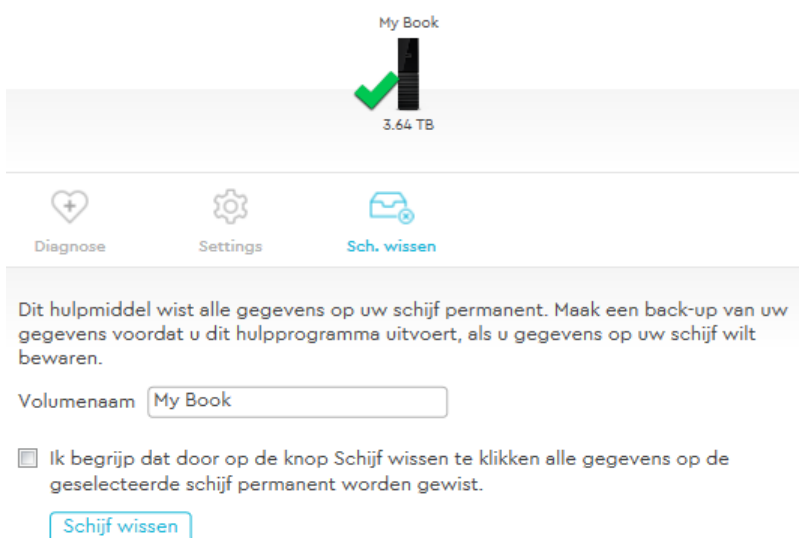 My Book
3.64 TB
Diagnose
Settings
Sch. wissen
Dit hulpmiddel wist alle gegevens op uw schijf permanent. Maak een back-up van uw
gegevens voordat u dit hulpprogramma uitvoert, als u gegevens op uw schijf wilt
bewaren.
Volumenaam My Book
Ik begrijp dat door op de knop Schijf wissen te klikken alle gegevens op de
geselecteerde schijf permanent worden gewist.
Schijf wissen